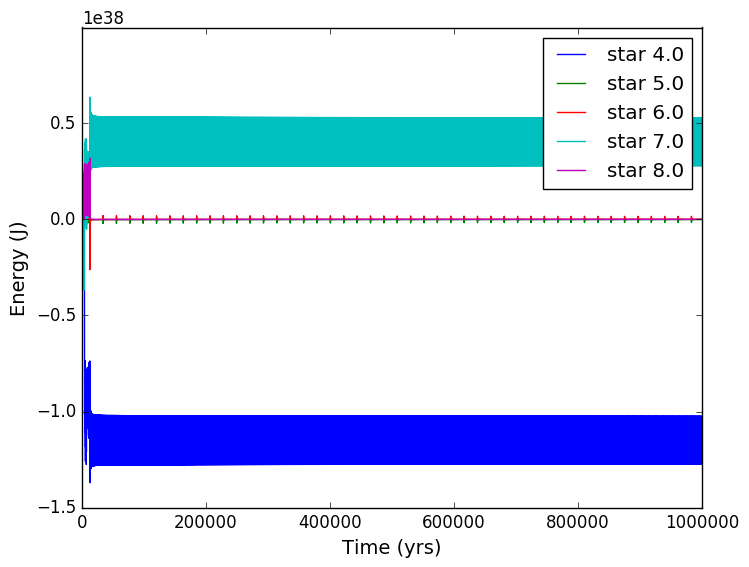 1e38
star 4.0
star 5.0
star 6.0
star 7.0
star 8.0
0.5
0.0
−0.5
−1.0
−1.5
Energy (J)
0 200000 400000 600000 800000 1000000
Time (yrs)